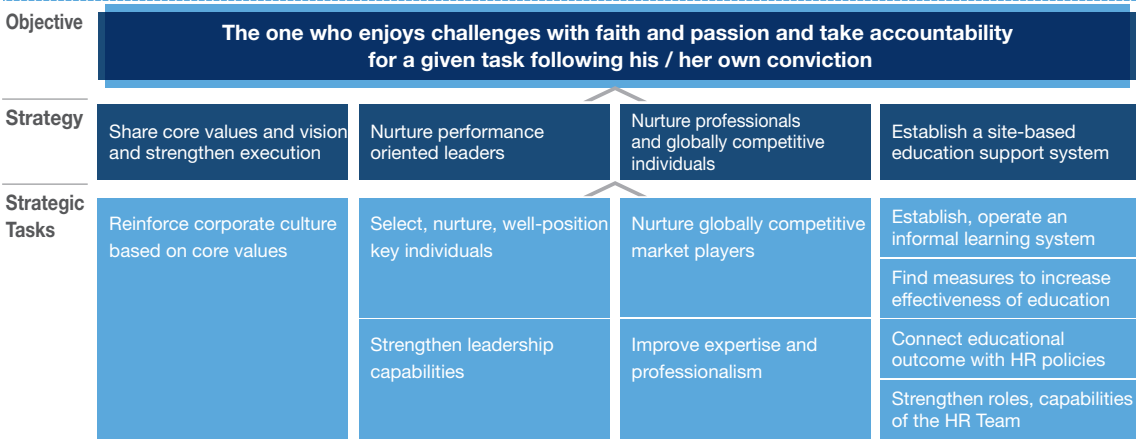 Objective
The one who enjoys challenges with faith and passion and take accountability
for a given task following his / her own conviction
Strategy
Share core values and vision
and strengthen execution
Nurture performance
oriented leaders
Nurture professionals
and globally competitive
individuals
Establish a site-based
education support system
Strategic
Tasks
Reinforce corporate culture
based on core values
Select, nurture, well-position
key individuals
Strengthen leadership
capabilities
Nurture globally competitive
market players
Improve expertise and
professionalism
Establish, operate an
informal learning system
Find measures to increase
effectiveness of education
Connect educational
outcome with HR policies
Strengthen roles, capabilities
of the HR Team